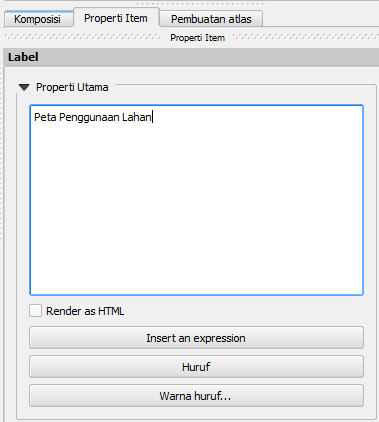 Komposisi Properti Item Pembuatan atlas
Properti Item
Label
Properti Utama
Peta Penggunaan Lahan
Render as HTML
Insert an expression
Huruf
Warna huruf...